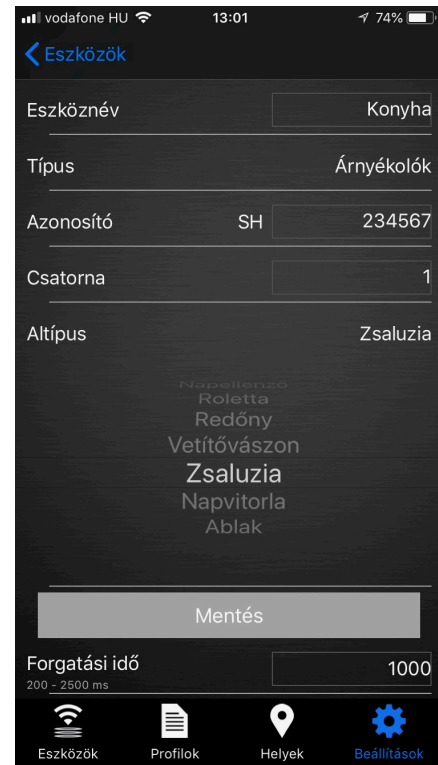 vodafone HU 13:01 74%
Eszközök
Eszköznév Konyha
Típus Árnyékolók
Azonosító SH 234567
Csatorna 1
Altípus Zsaluzia
Napellenző
Roletta
Redőny
Vetítővászon
Zsaluzia
Napvitorla
Ablak
Mentés
Forgatási idő 1000
200 - 2500 ms
Eszközök Profilok Helyek Beállítások